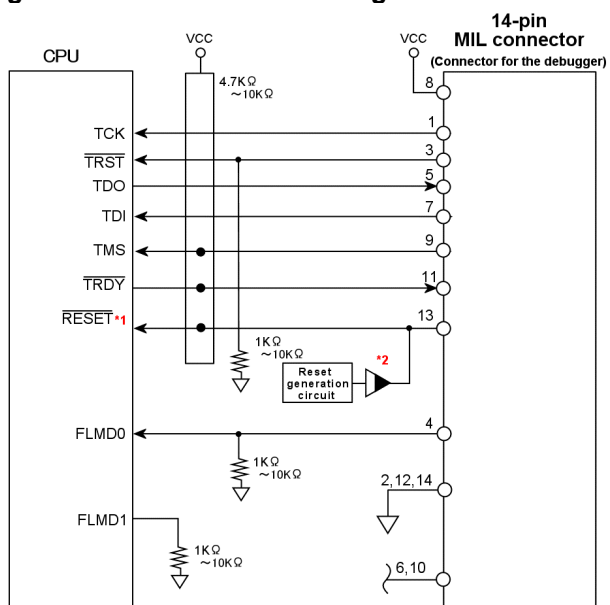 14-pin
MIL connector
(Connector for the debugger)
CPU
VCC
VCC
4.7KΩ
~10KΩ
8
TCK
1
TRST
3
TDO
5
TDI
7
TMS
9
TRDY
11
RESET*1
13
1KΩ
~10KΩ
*2
Reset
generation
circuit
FLMD0
4
1KΩ
~10KΩ
2,12,14
FLMD1
1KΩ
~10KΩ
6,10